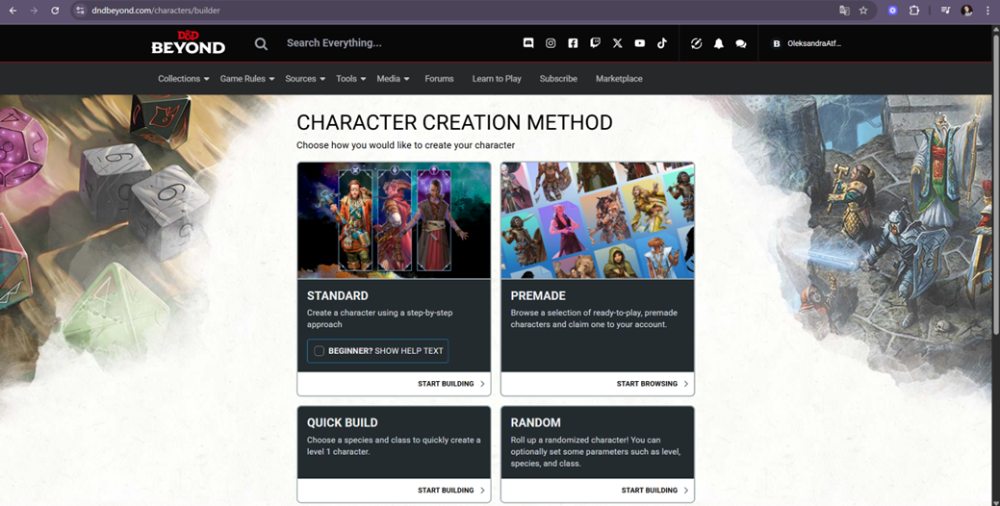 dndbeyond.com/characters/builder
D&D
BEYOND
Search Everything...
B OleksandraAtf...
Collections Game Rules Sources Tools Media Forums Learn to Play Subscribe Marketplace
CHARACTER CREATION METHOD
Choose how you would like to create your character
STANDARD
Create a character using a step-by-step
approach
BEGINNER? SHOW HELP TEXT
START BUILDING
PREMADE
Browse a selection of ready-to-play, premade
characters and claim one to your account.
START BROWSING
QUICK BUILD
Choose a species and class to quickly create a
level 1 character.
START BUILDING
RANDOM
Roll up a randomized character! You can
optionally set some parameters such as level,
species, and class.
START BUILDING